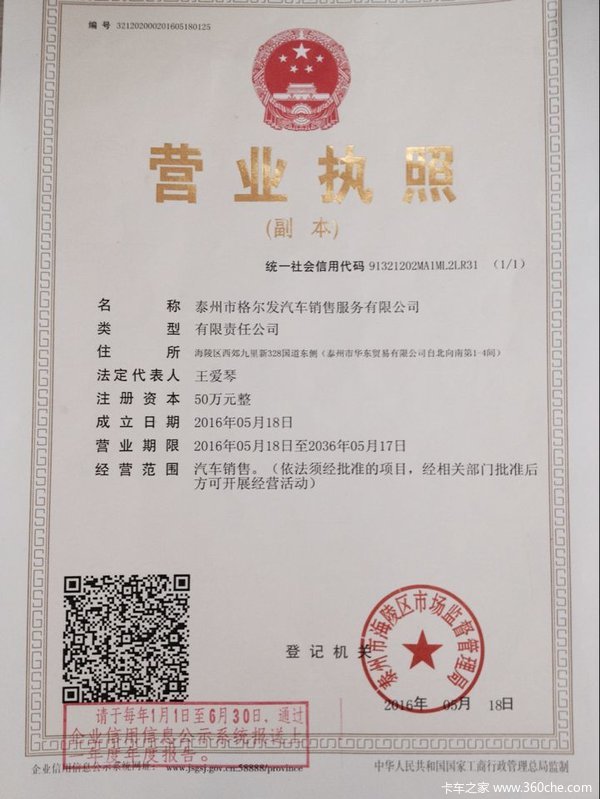 编 号 321202000201605180125
营业执照
(副 本)
统一社会信用代码 91321202MA1ML2LR31 (1/1)
名 称 泰州市格尔发汽车销售服务有限公司
类 型 有限责任公司
住 所 海陵区西郊九里新328国道东侧(泰州市华东贸易有限公司自北向南第1-4间)
法定代表人 王爱琴
注册资本 50万元整
成立日期 2016年05月18日
营业期限 2016年05月18日至2036年05月17日
经营范围 汽车销售。(依法须经批准的项目,经相关部门批准后
方可开展经营活动)
泰州市海陵区市场监督管理局
登记机关
2016年 05月 18日
请于每年1月1日至6月30日,通过
企业信用信息公示系统报送上
一年度年度报告。
企业信用信息公示系统网址: www.jsgsj.gov.cn:58888/province
中华人民共和国国家工商行政管理总局监制
卡车之家 www.360che.com